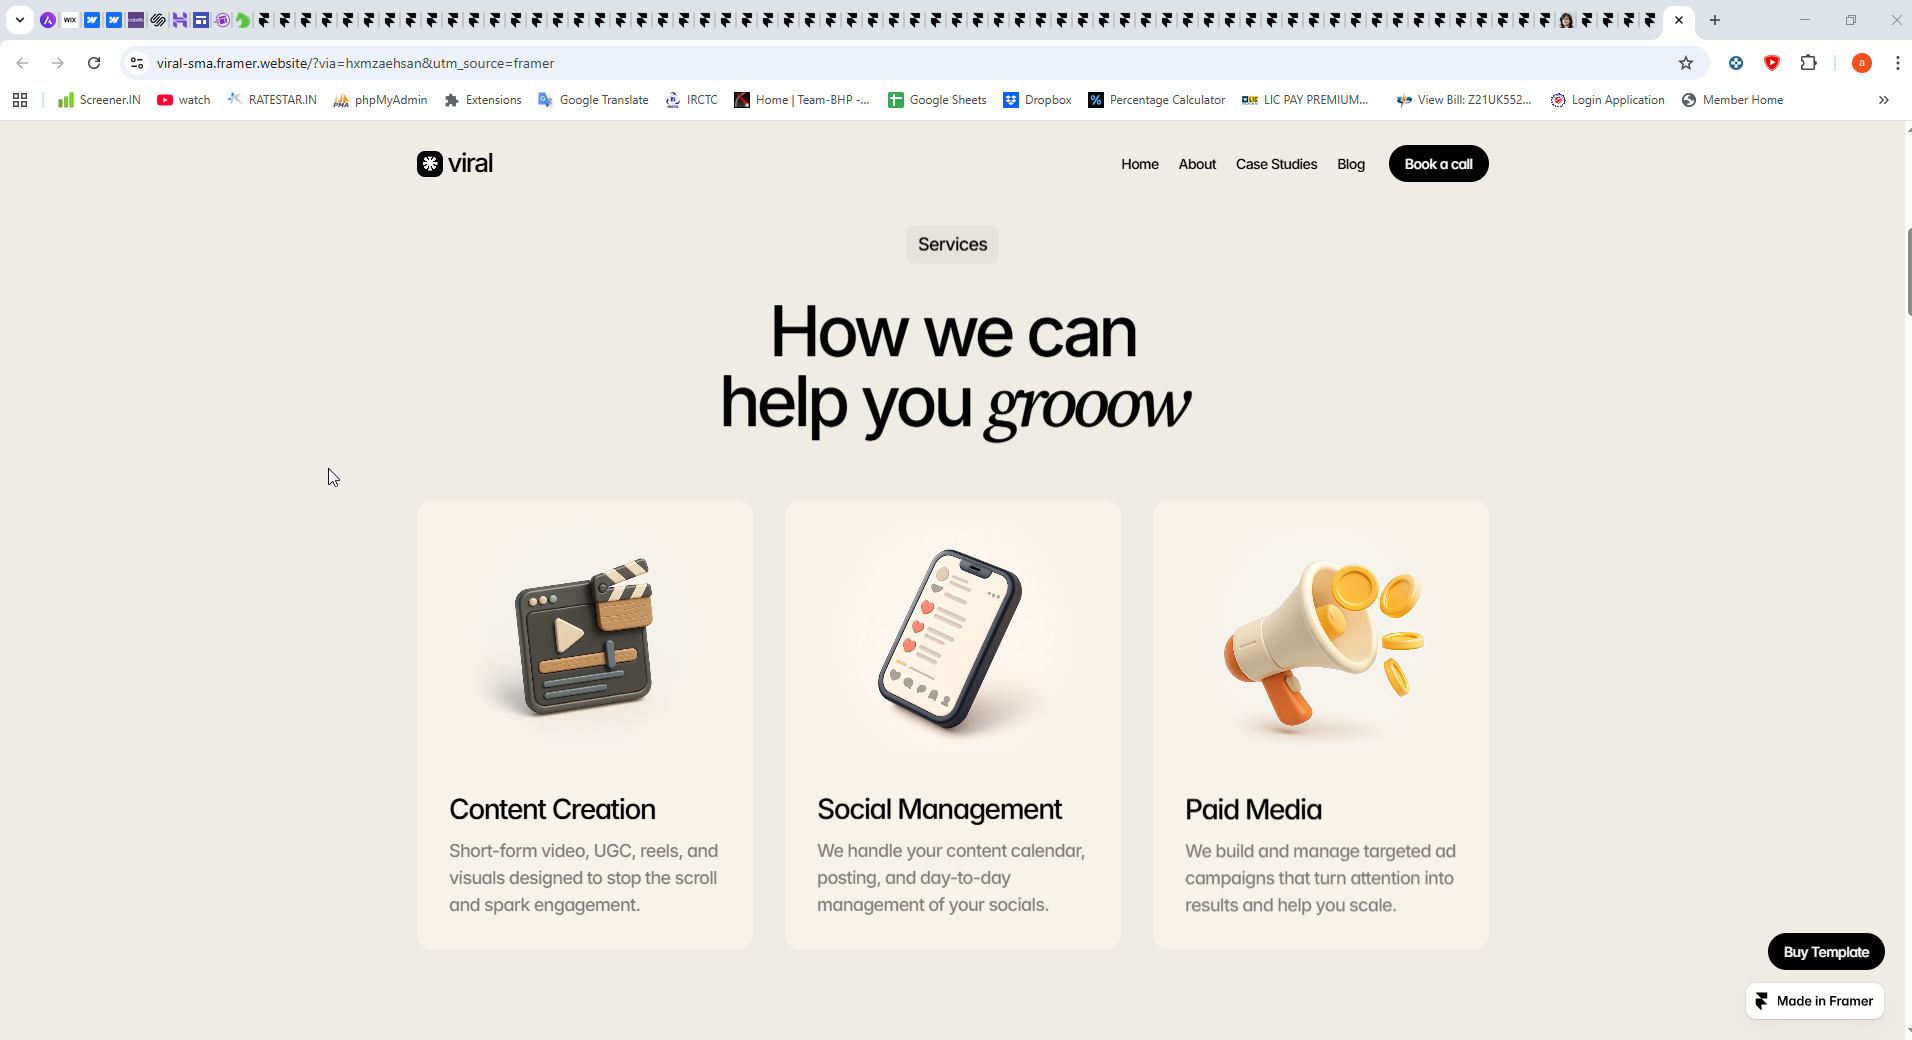 WIX
viral-sma.framer.website/?via=hxmzaehsan&utm_source=framer
a
Screener.IN watch RATESTAR.IN phpMyAdmin Extensions Google Translate IRCTC Home | Team-BHP -... Google Sheets Dropbox Percentage Calculator LIC PAY PREMIUM... View Bill: Z21UK552... Login Application Member Home
viral
Home About Case Studies Blog Book a call
Services
How we can
help you grooow
Content Creation
Short-form video, UGC, reels, and
visuals designed to stop the scroll
and spark engagement.
Social Management
We handle your content calendar,
posting, and day-to-day
management of your socials.
Paid Media
We build and manage targeted ad
campaigns that turn attention into
results and help you scale.
Buy Template
Made in Framer